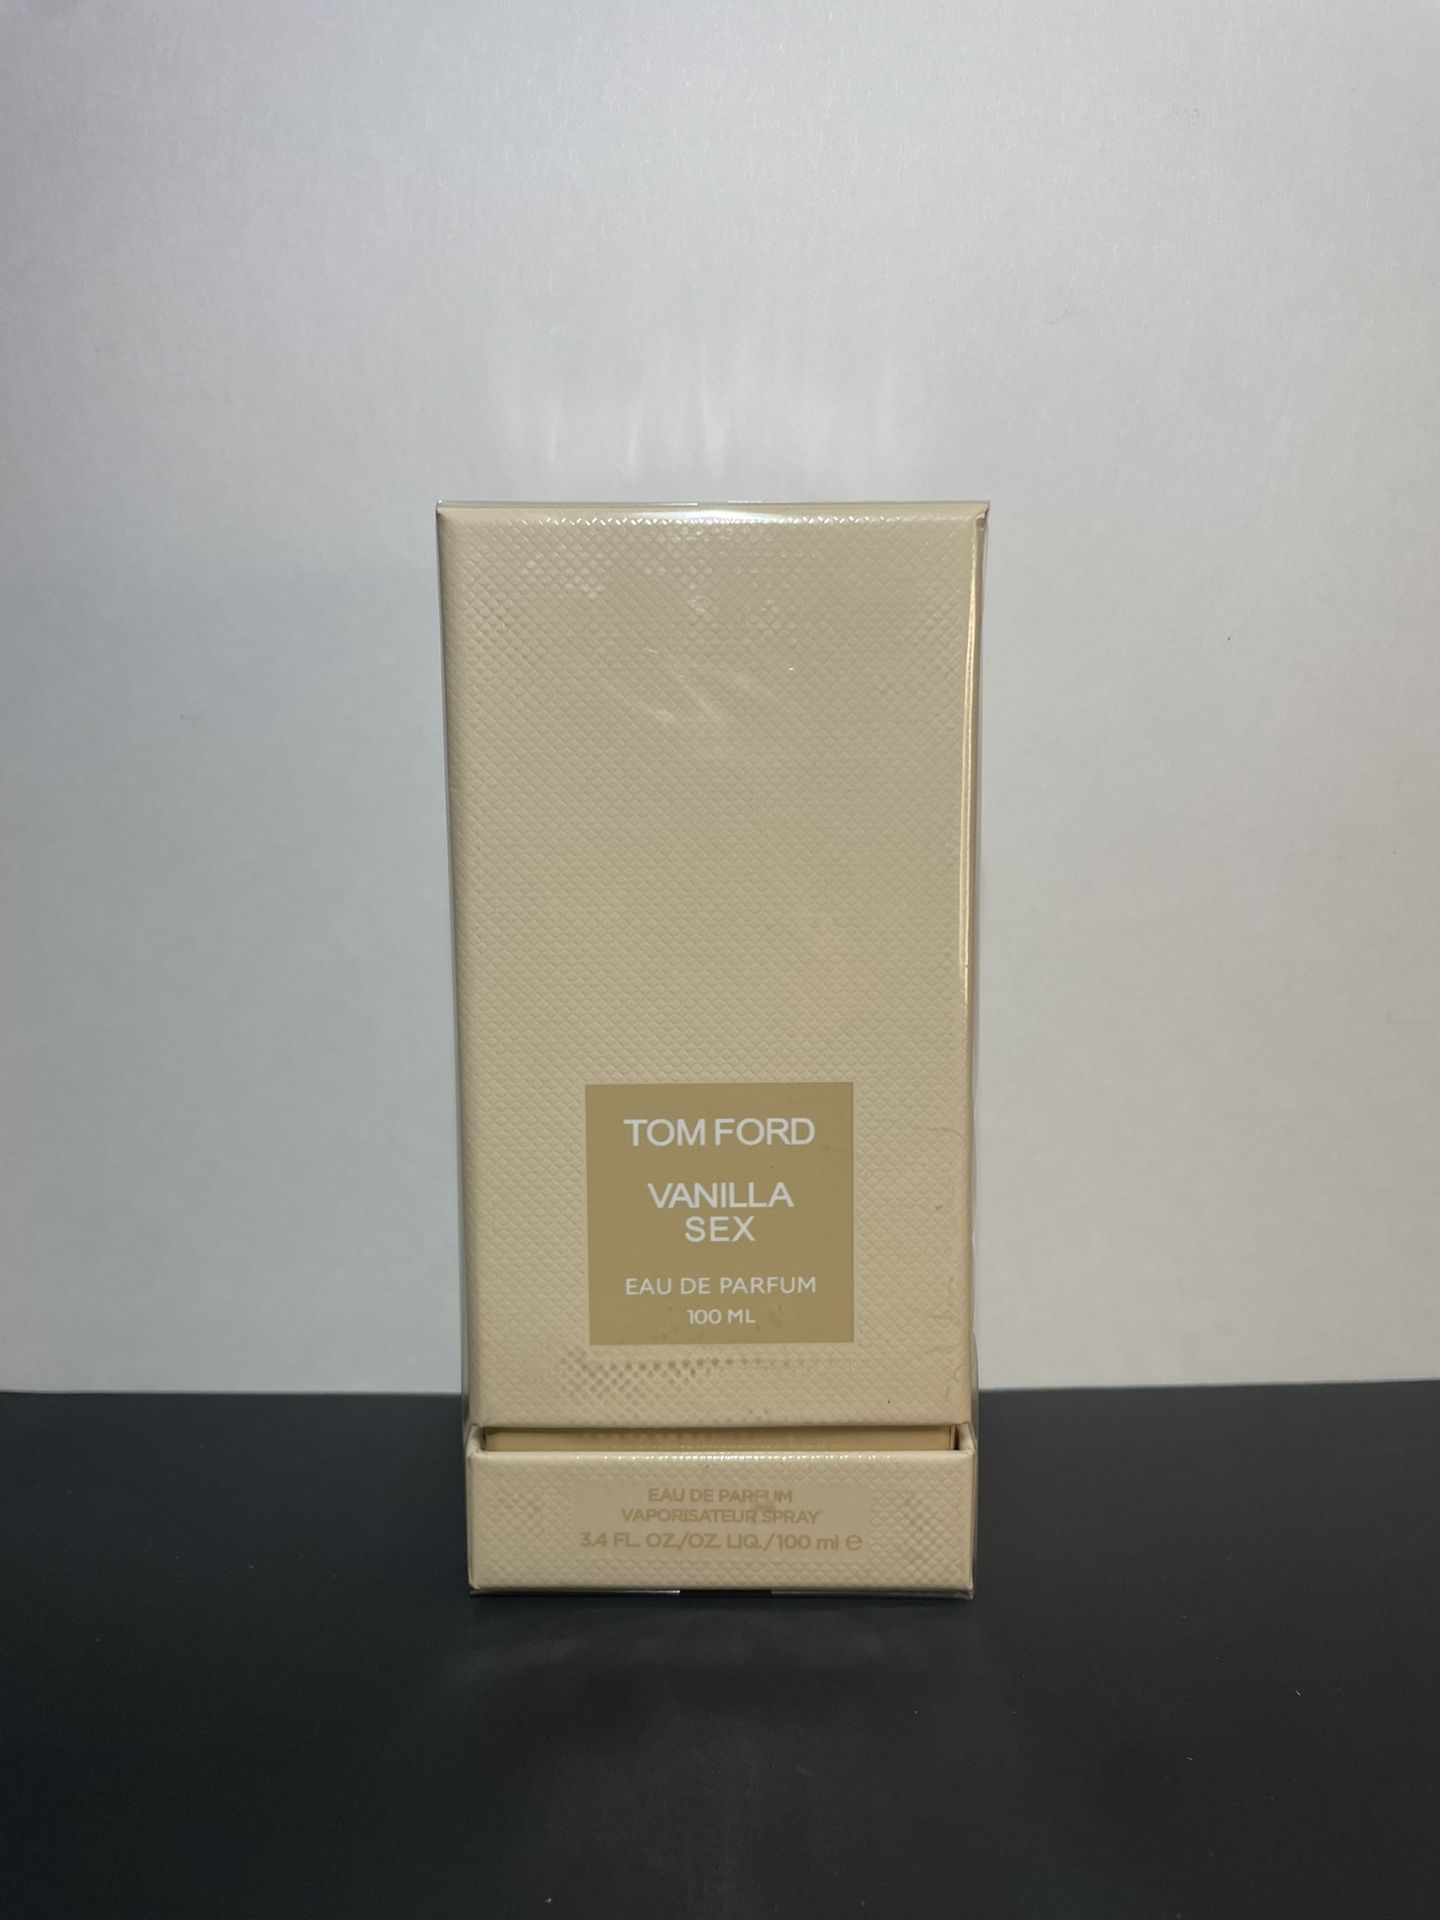 TOM FORD
VANILLA
SEX
EAU DE PARFUM
100 ML
EAU DE PARFUM
VAPORISATEUR SPRAY
3.4 FL. OZ./OZ. LIQ./100 ml ℮